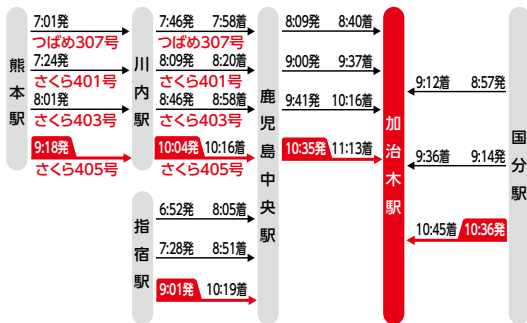 熊本駅
7:01発
つばめ307号
7:24発
さくら401号
8:01発
さくら403号
9:18発
さくら405号
川内駅
7:46発 7:58着
つばめ307号
8:09発 8:20着
さくら401号
8:46発 8:58着
さくら403号
10:04発 10:16着
さくら405号
指宿駅
6:52発 8:05着
7:28発 8:51着
9:01発 10:19着
鹿児島中央駅
8:09発 8:40着
9:00発 9:37着
9:41発 10:16着
10:35発 11:13着
加治木駅
9:12着 8:57発
9:36着 9:14発
10:45着 10:36発
国分駅